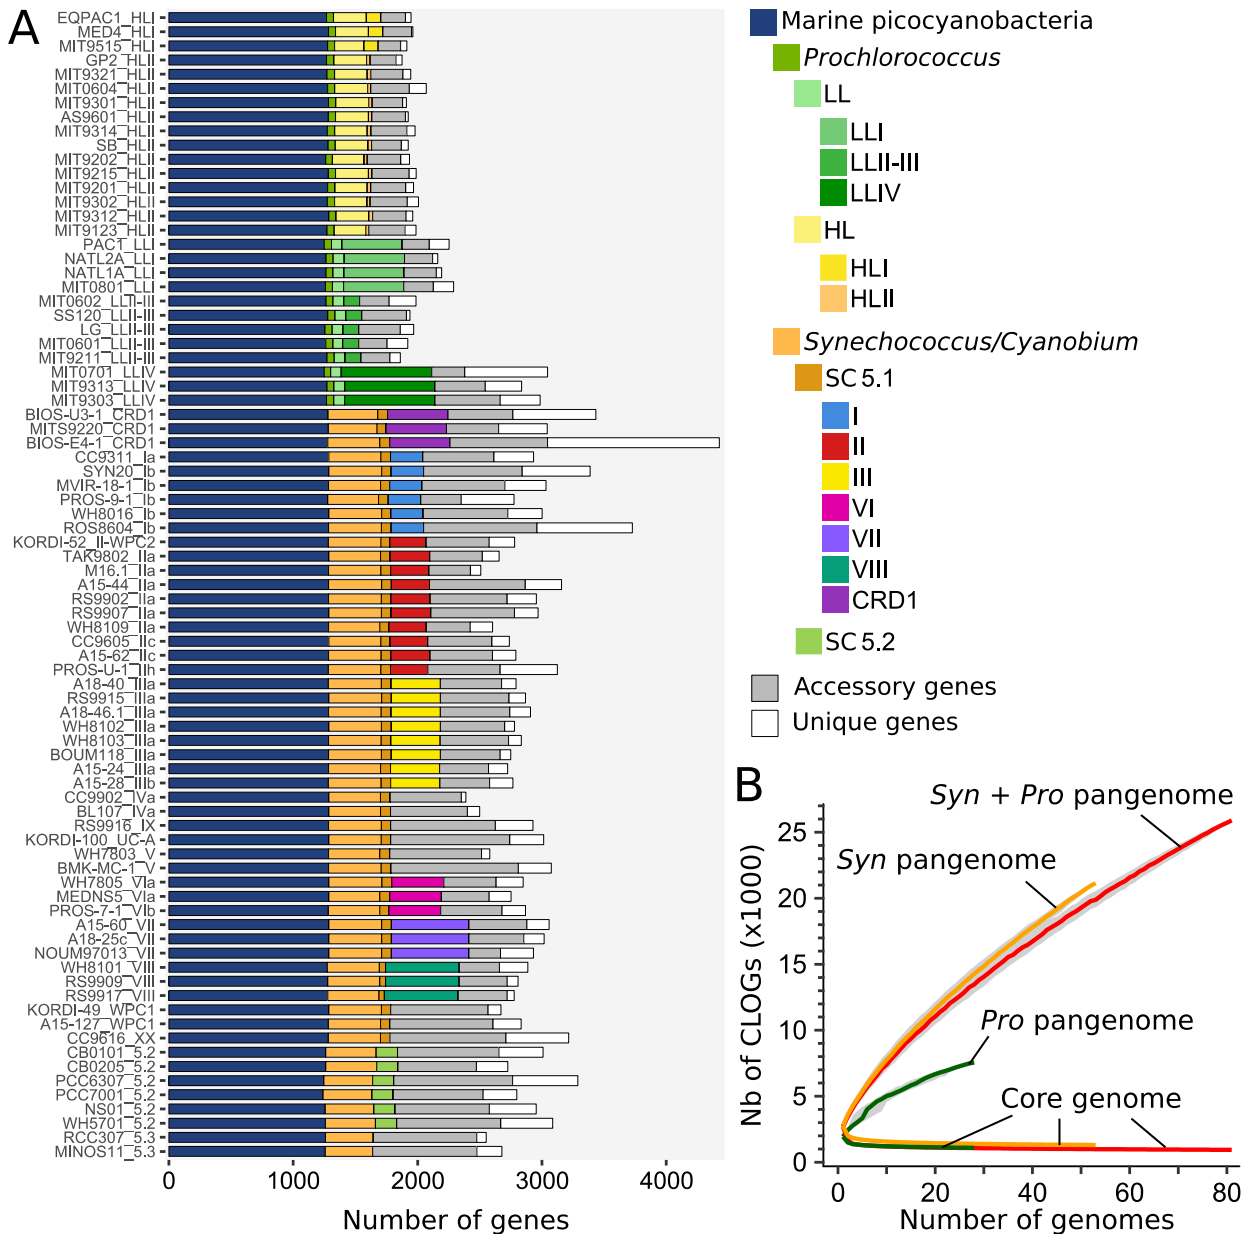 A
EQPAC1_HLI
MED4_HLI
MIT9515_HLI
GP2_HLII
MIT9321_HLII
MIT0604_HLII
MIT9301_HLII
AS9601_HLII
MIT9314_HLII
SB_HLII
MIT9202_HLII
MIT9215_HLII
MIT9201_HLII
MIT9302_HLII
MIT9312_HLII
MIT9123_HLII
PAC1_LLI
NATL2A_LLI
NATL1A_LLI
MIT0801_LLI
MIT0602_LLII-III
SS120_LLII-III
LG_LLII-III
MIT0601_LLII-III
MIT9211_LLII-III
MIT0701_LLIV
MIT9313_LLIV
MIT9303_LLIV
BIOS-U3-1_CRD1
MITS9220_CRD1
BIOS-E4-1_CRD1
CC9311_Ia
SYN20_Ib
MVIR-18-1_Ib
PROS-9-1_Ib
WH8016_Ib
ROS8604_Ib
KORDI-52_II-WPC2
TAK9802_IIa
M16.1_IIa
A15-44_IIa
RS9902_IIa
RS9907_IIa
WH8109_IIa
CC9605_IIc
A15-62_IIc
PROS-U-1_IIh
A18-40_IIIa
RS9915_IIIa
A18-46.1_IIIa
WH8102_IIIa
WH8103_IIIa
BOUM118_IIIa
A15-24_IIIa
A15-28_IIIb
CC9902_IVa
BL107_IVa
RS9916_IX
KORDI-100_UC-A
WH7803_V
BMK-MC-1_V
WH7805_VIa
MEDNS5_VIa
PROS-7-1_VIb
A15-60_VII
A18-25c_VII
NOUM97013_VII
WH8101_VIII
RS9909_VIII
RS9917_VIII
KORDI-49_WPC1
A15-127_WPC1
CC9616_XX
CB0101_5.2
CB0205_5.2
PCC6307_5.2
PCC7001_5.2
NS01_5.2
WH5701_5.2
RCC307_5.3
MINOS11_5.3
0 1000 2000 3000 4000
Number of genes
Marine picocyanobacteria
Prochlorococcus
LL
LLI
LLII-III
LLIV
HL
HLI
HLII
Synechococcus/Cyanobium
SC 5.1
I
II
III
VI
VII
VIII
CRD1
SC 5.2
Accessory genes
Unique genes
B
Nb of CLOGs (x1000)
25
20
15
10
5
0
Syn + Pro pangenome
Syn pangenome
Pro pangenome
Core genome
0 20 40 60 80
Number of genomes